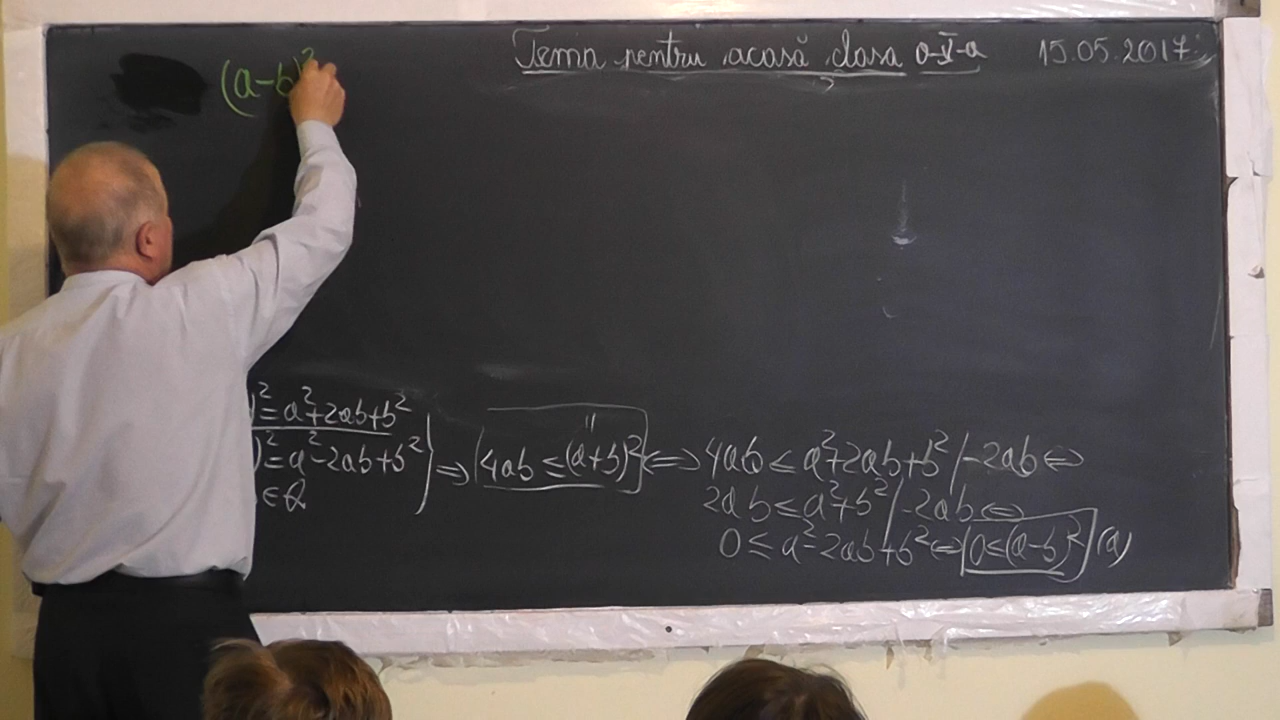 Tema pentru acasă clasa a-V-a 15.05.2017
(a-b)²
)²=a²+2ab+b²
)²=a²-2ab+b²
∈Q
⇒ 4ab≤(a+b)² ⇔ 4ab≤a²+2ab+b² /-2ab ⇔
2ab≤a²+b² /-2ab ⇔
0≤a²-2ab+b² ⇔ 0≤(a-b)² (a)